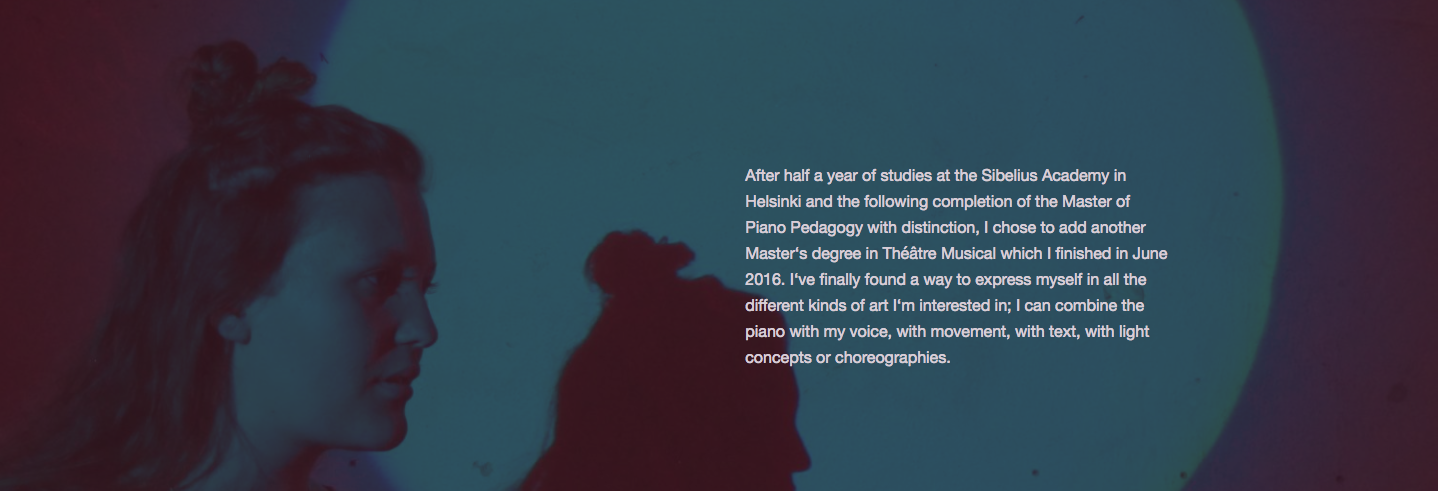 After half a year of studies at the Sibelius Academy in
Helsinki and the following completion of the Master of
Piano Pedagogy with distinction, I chose to add another
Master's degree in Théâtre Musical which I finished in June
2016. I've finally found a way to express myself in all the
different kinds of art I'm interested in; I can combine the
piano with my voice, with movement, with text, with light
concepts or choreographies.